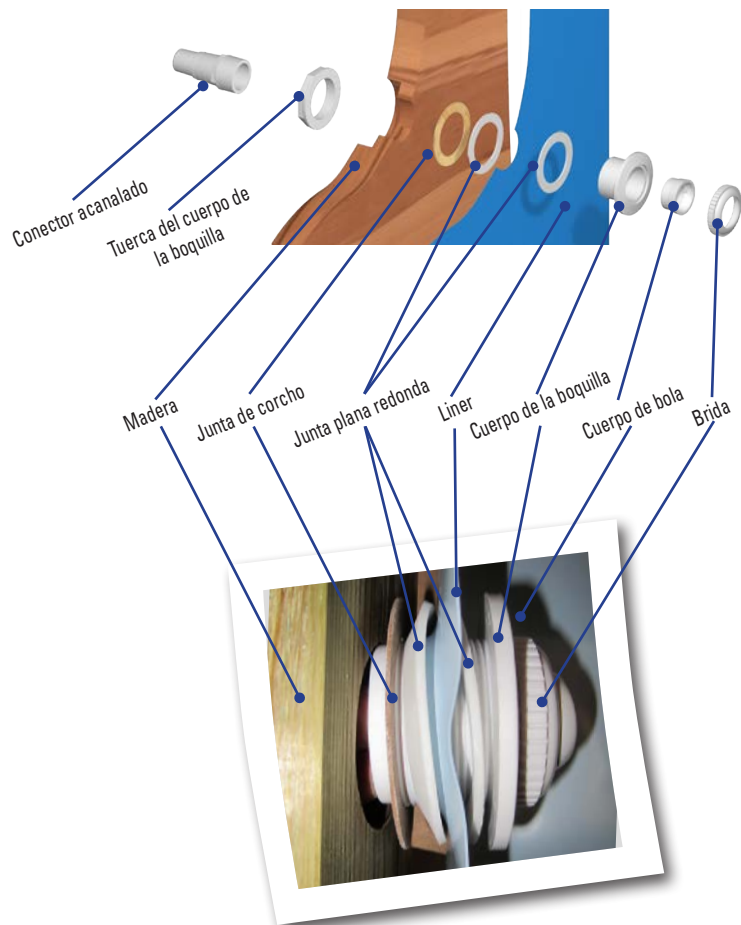 Conector acanalado
Tuerca del cuerpo de
la boquilla
Madera
Junta de corcho
Junta plana redonda
Liner
Cuerpo de la boquilla
Cuerpo de bola
Brida